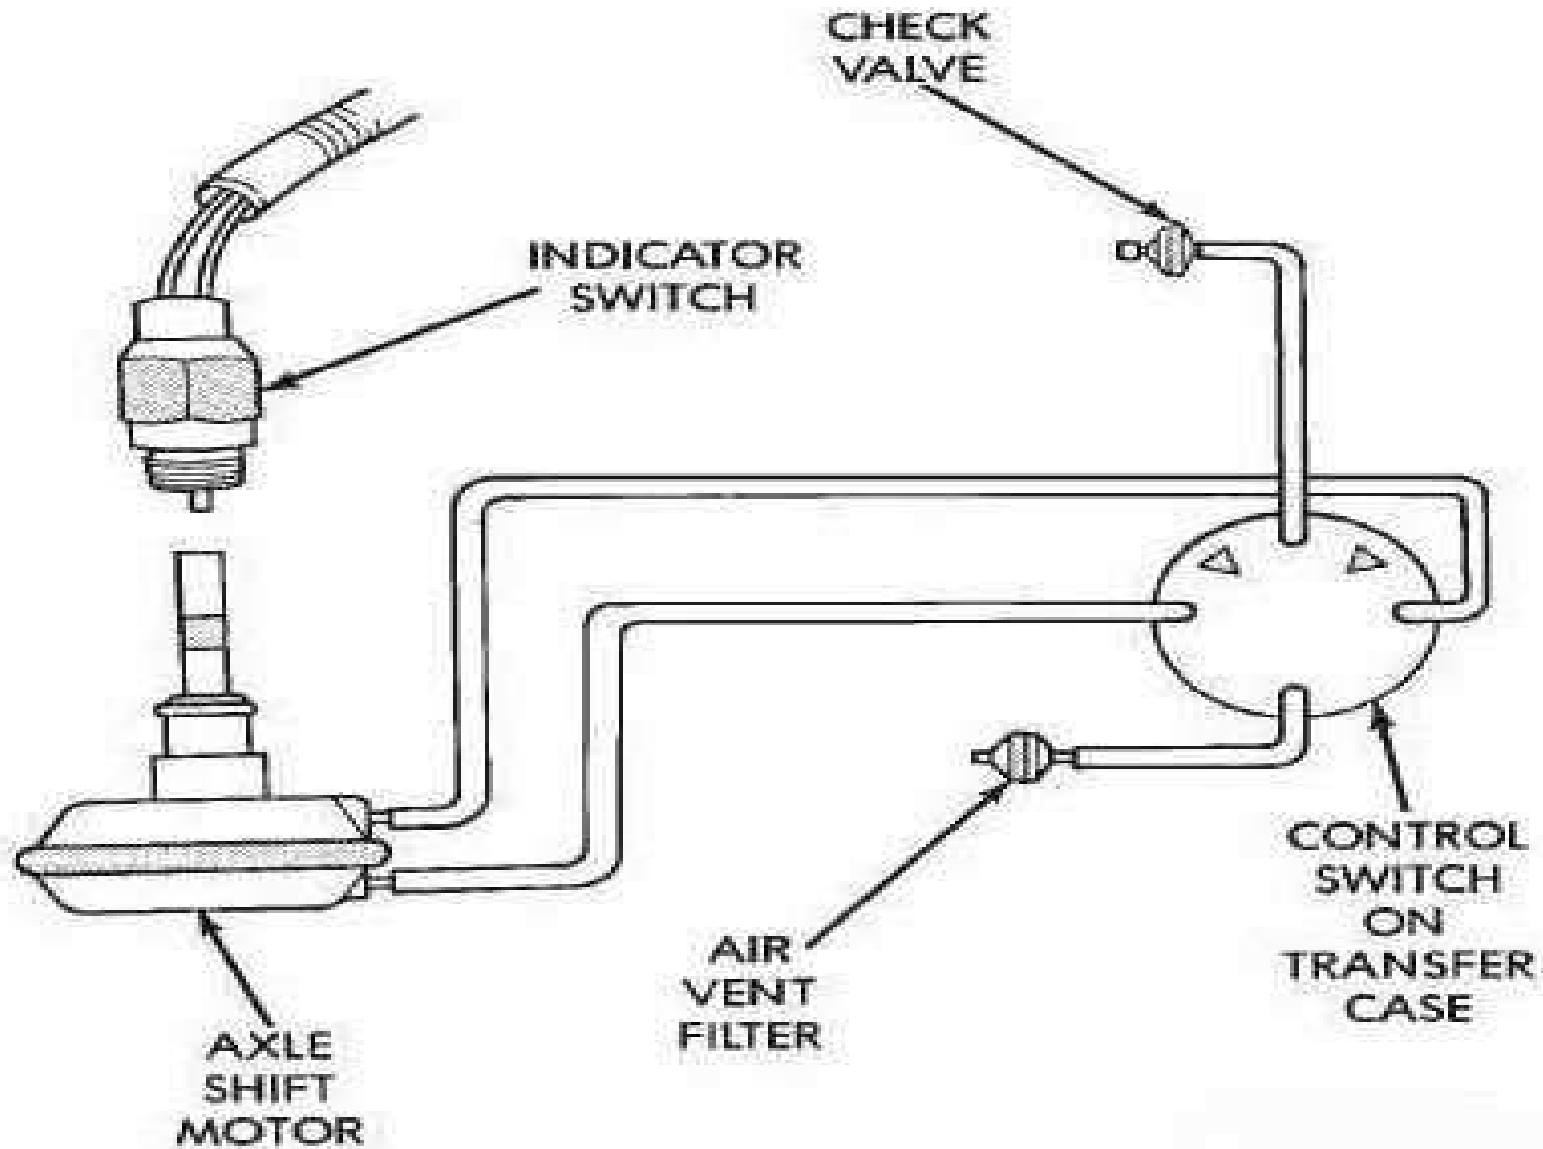 CHECK
VALVE
INDICATOR
SWITCH
CONTROL
SWITCH
ON
TRANSFER
CASE
AIR
VENT
FILTER
AXLE
SHIFT
MOTOR